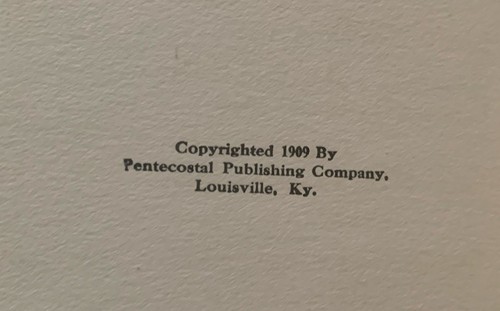 Copyrighted 1909 By
Pentecostal Publishing Company,
Louisville, Ky.